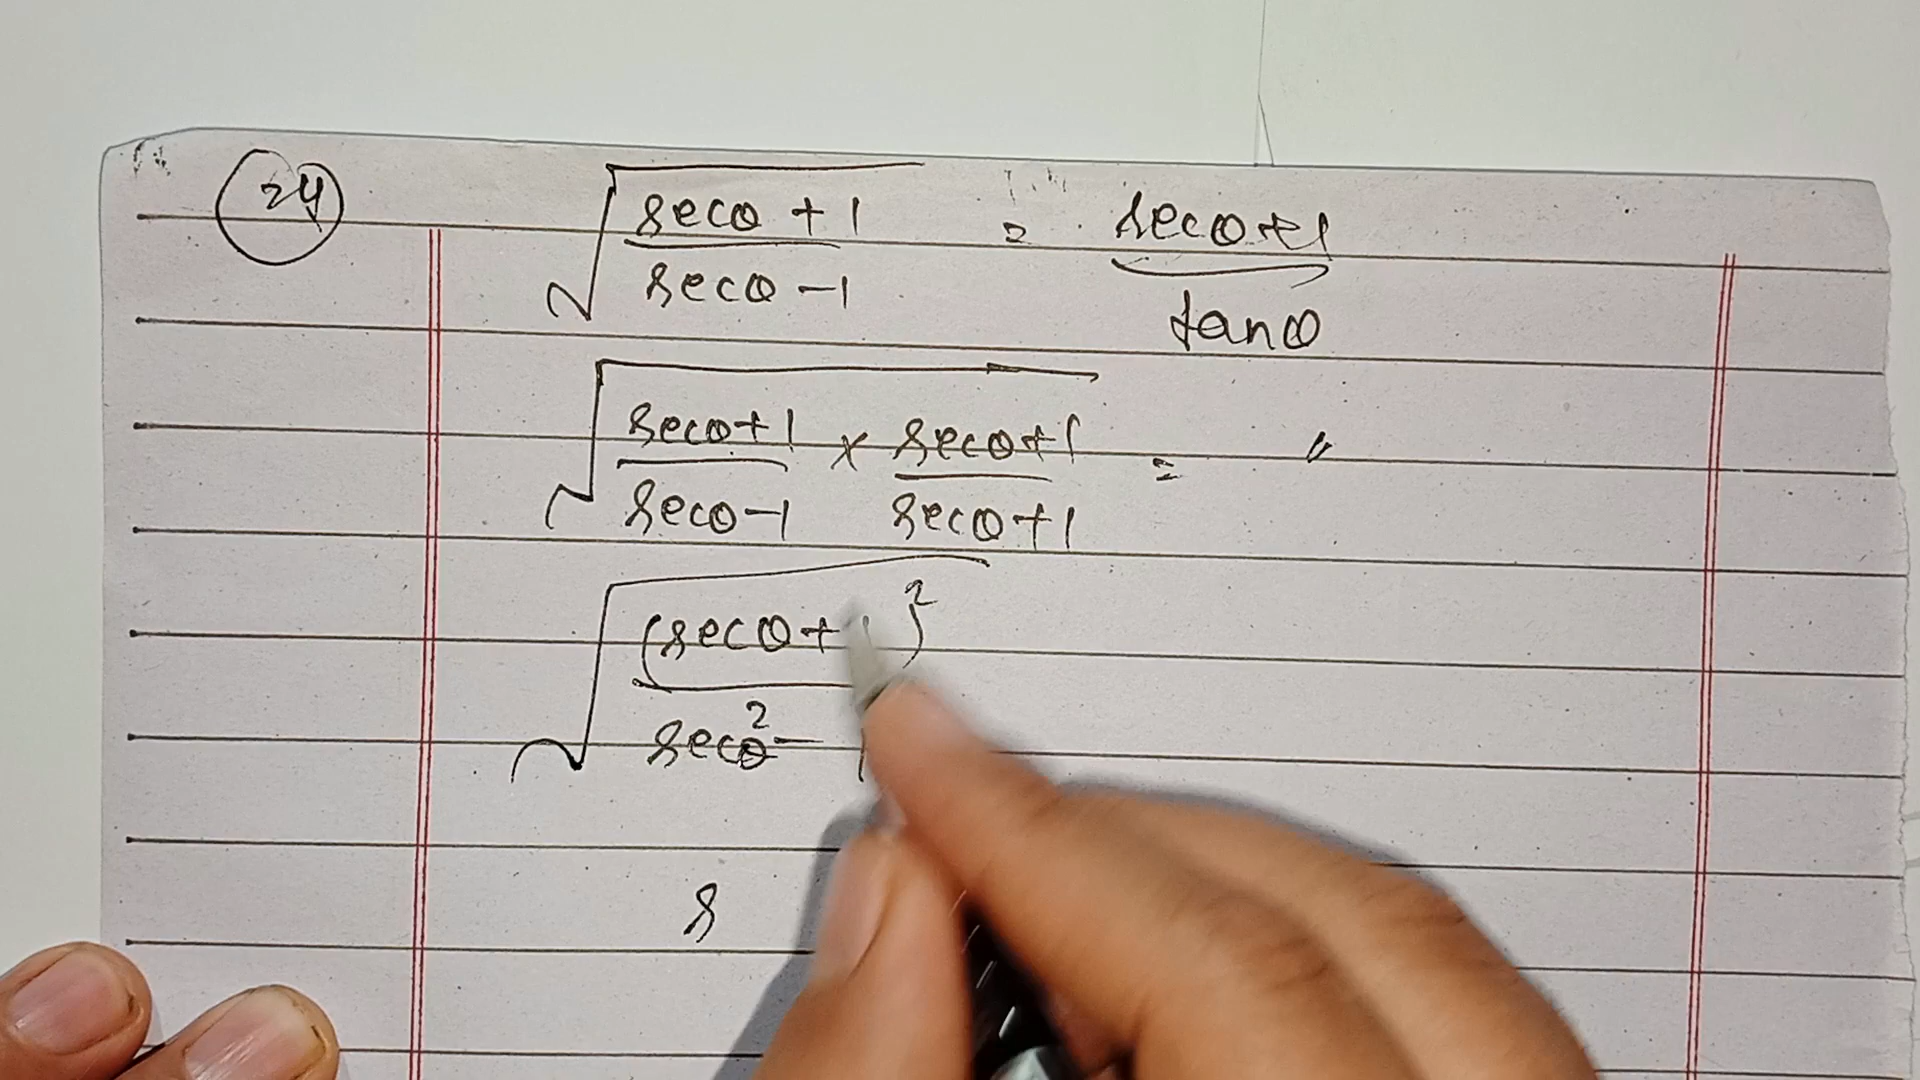 24
√((secθ + 1)/(secθ - 1)) = (secθ+1)/tanθ
√((secθ+1)/(secθ-1) × (secθ+1)/(secθ+1)) = "
√((secθ+1)²/(sec²θ - 1))
s